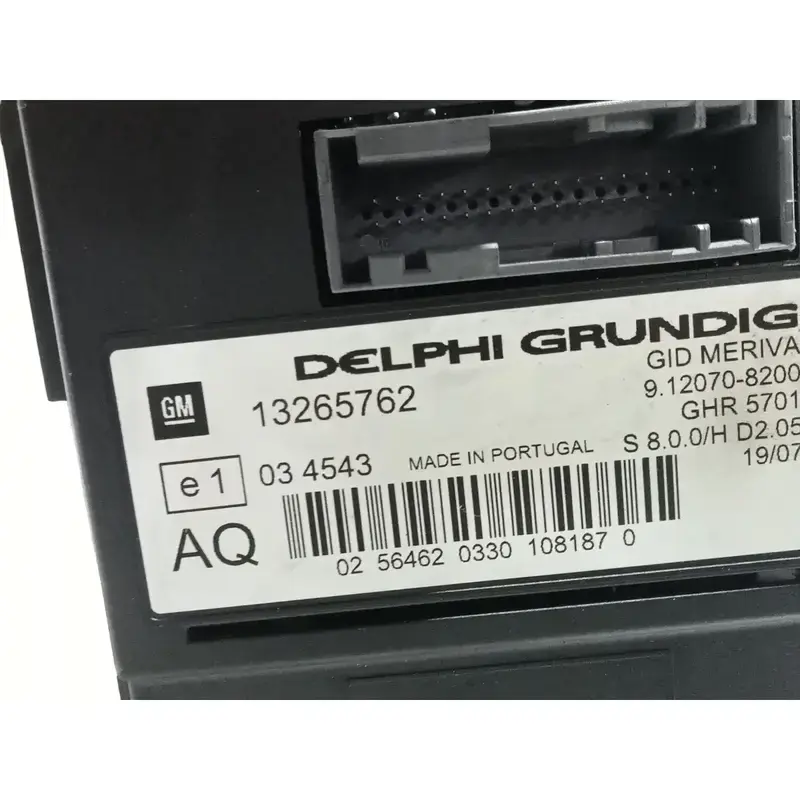 DELPHI GRUNDIG
GM
13265762
GID MERIVA
9.12070-8200
GHR 5701
S 8.0.0/H D2.05
19/07
e 1
03 4543
MADE IN PORTUGAL
AQ
02 56462 0330 108187 0